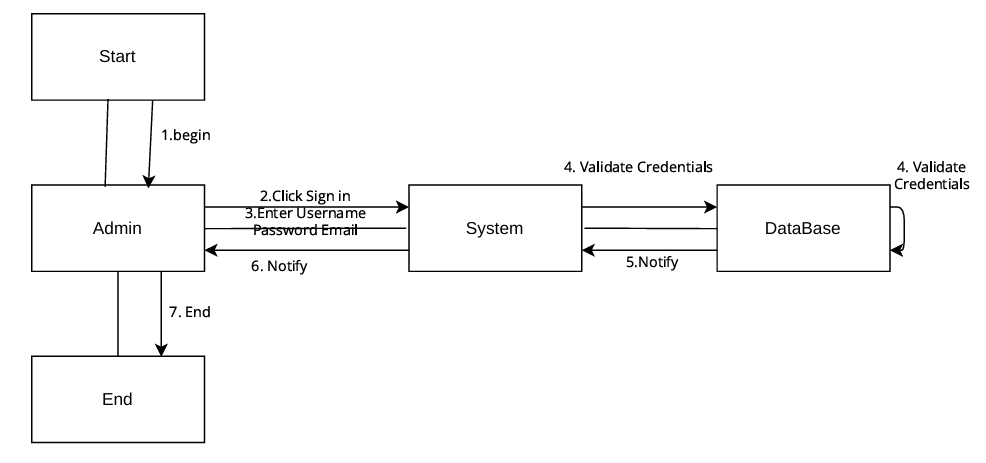 Start
1.begin
4. Validate Credentials
4. Validate
Credentials
2.Click Sign in
3.Enter Username
Password Email
Admin
System
DataBase
6. Notify
5.Notify
7. End
End